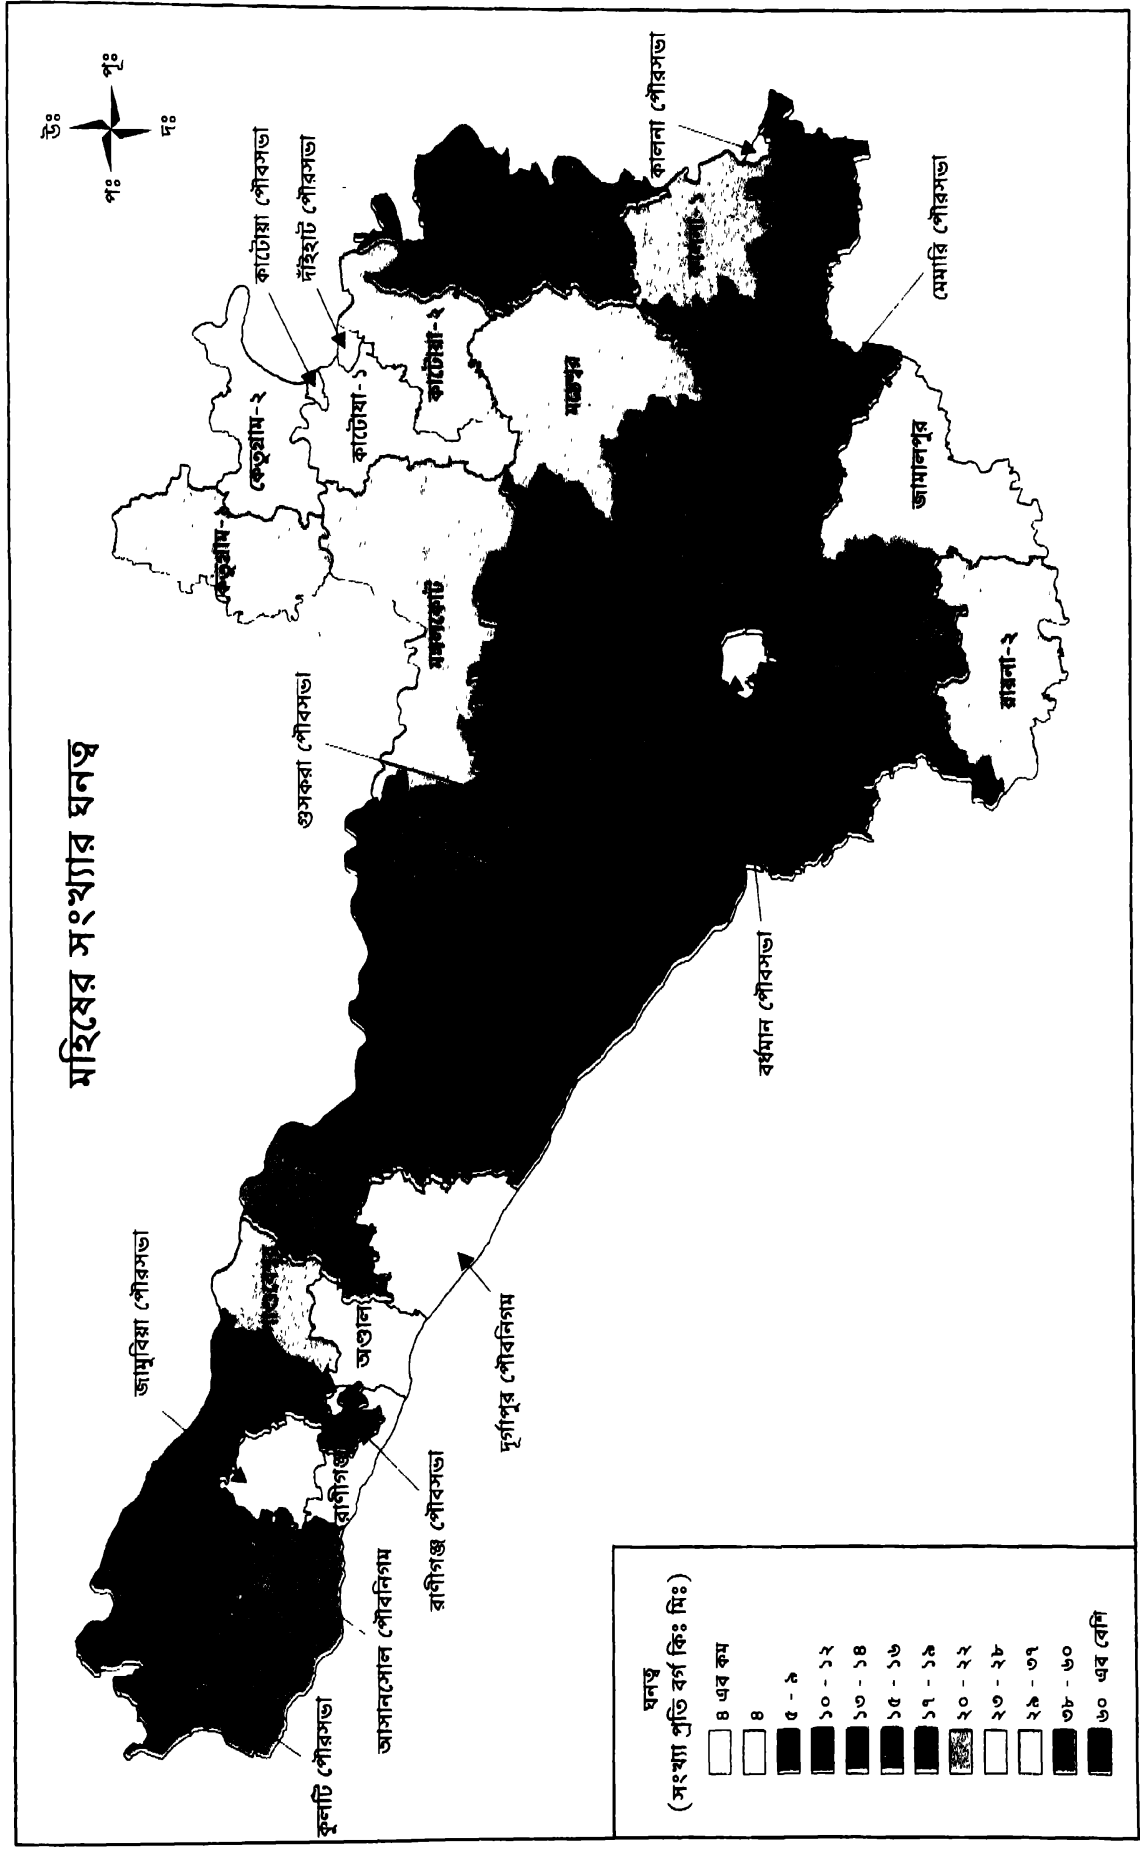 মহিষের সংখ্যার ঘনত্ব
উঃ
পূঃ
দঃ
পঃ
জামুরিয়া পৌরসভা
গুসকরা পৌরসভা
কাটোয়া পৌরসভা
দাঁইহাট পৌরসভা
কালনা পৌরসভা
মেমারি পৌরসভা
কেতুগ্রাম-১
কেতুগ্রাম-২
কাটোয়া-১
কাটোয়া-২
মঙ্গলকোট
জামালপুর
রায়না-২
অণ্ডাল
রাণীগঞ্জ
দুর্গাপুর পৌরনিগম
বর্ধমান পৌরসভা
রাণীগঞ্জ পৌরসভা
আসানসোল পৌরনিগম
কুলটি পৌরসভা
ঘনত্ব
(সংখ্যা প্রতি বর্গ কিঃ মিঃ)
৪ এর কম
৪
৫ - ৯
১০ - ১২
১৩ - ১৪
১৫ - ১৬
১৭ - ১৯
২০ - ২২
২৩ - ২৮
২৯ - ৩৭
৩৮ - ৬০
৬০ এর বেশি